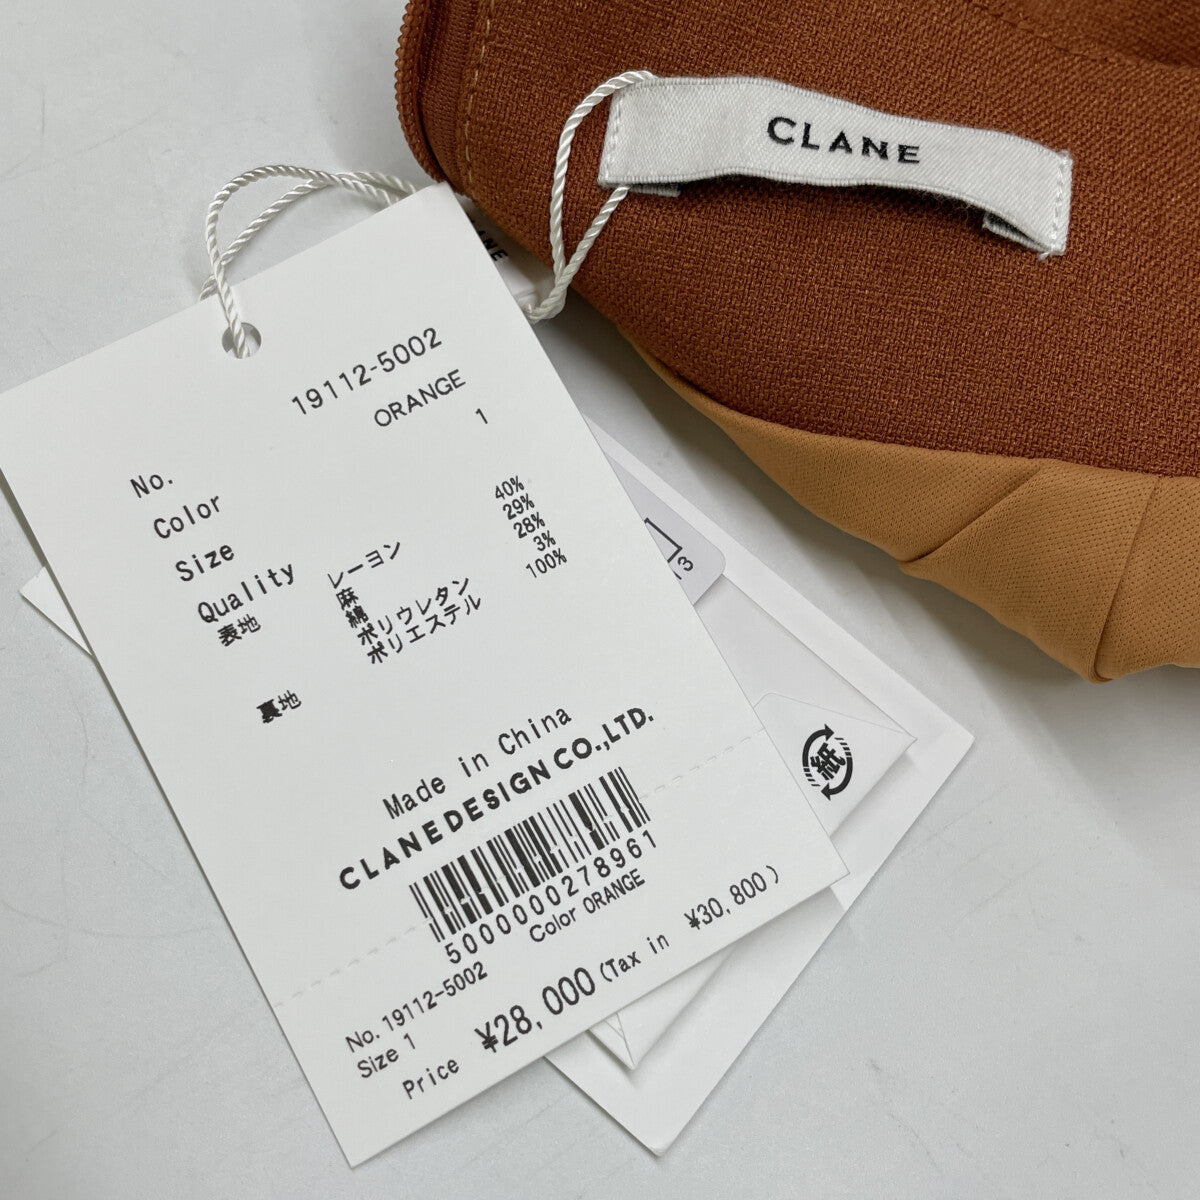 CLANE
19112-5002
ORANGE
1
No.
Color
Size
Quality
表地
レーヨン 40%
麻 29%
綿 28%
ポリウレタン 3%
ポリエステル 100%
裏地
Made in China
CLANE DESIGN CO.,LTD.
5000000278961
Color ORANGE
No. 19112-5002
Size 1
Price ¥28,000 (Tax in ¥30,800)
紙